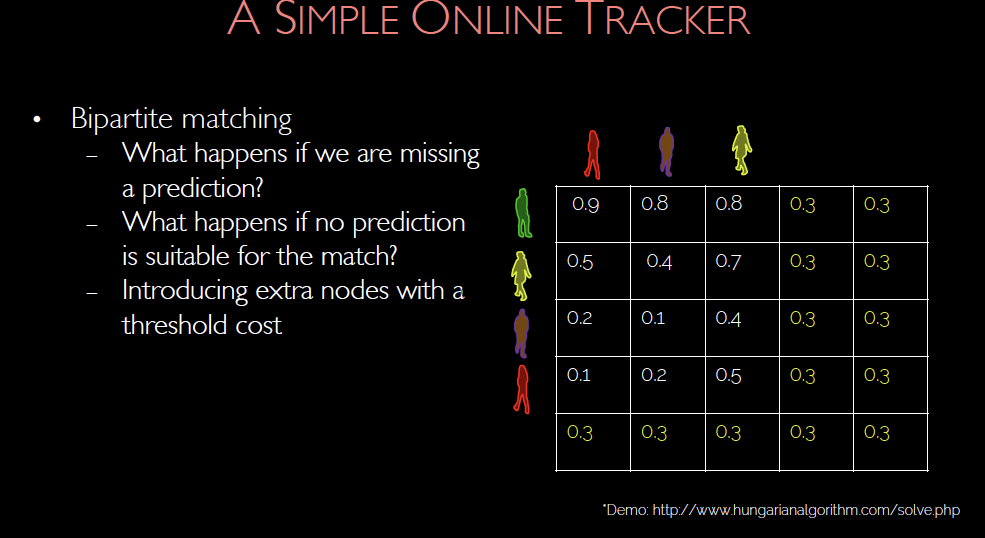 A SIMPLE ONLINE TRACKER
• Bipartite matching
– What happens if we are missing
a prediction?
– What happens if no prediction
is suitable for the match?
– Introducing extra nodes with a
threshold cost
0.9 0.8 0.8 0.3 0.3
0.5 0.4 0.7 0.3 0.3
0.2 0.1 0.4 0.3 0.3
0.1 0.2 0.5 0.3 0.3
0.3 0.3 0.3 0.3 0.3
*Demo: http://www.hungarianalgorithm.com/solve.php